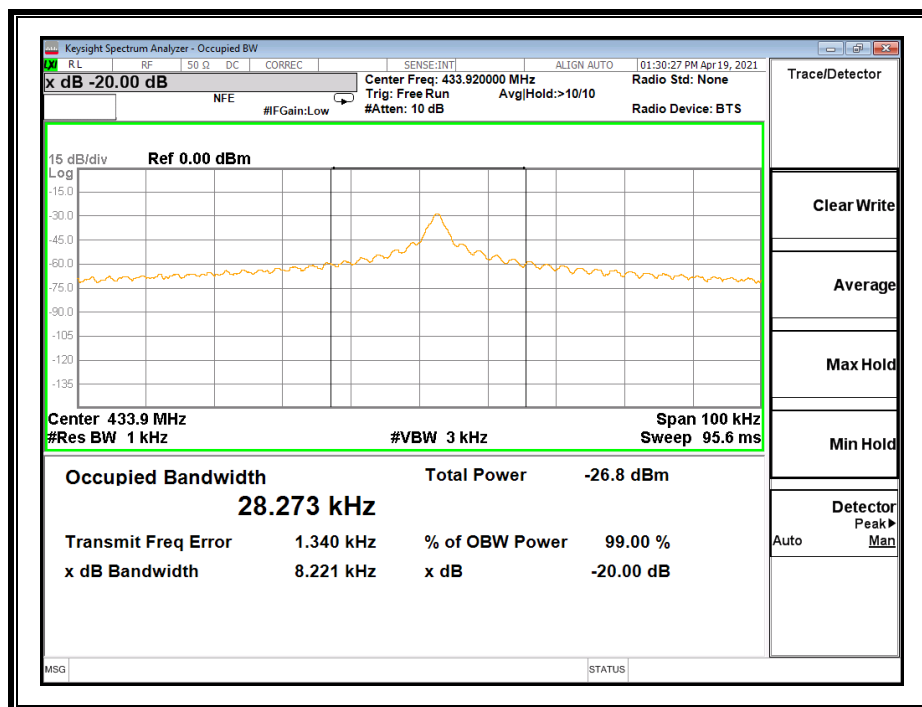 Keysight Spectrum Analyzer - Occupied BW
LXI RL RF 50 Ω DC CORREC SENSE:INT ALIGN AUTO 01:30:27 PM Apr 19, 2021
x dB -20.00 dB
Center Freq: 433.920000 MHz Radio Std: None
NFE Trig: Free Run Avg|Hold:>10/10
#IFGain:Low #Atten: 10 dB Radio Device: BTS
15 dB/div Ref 0.00 dBm
Log
-15.0
-30.0
-45.0
-60.0
-75.0
-90.0
-105
-120
-135
Center 433.9 MHz Span 100 kHz
#Res BW 1 kHz #VBW 3 kHz Sweep 95.6 ms
Occupied Bandwidth Total Power -26.8 dBm
28.273 kHz
Transmit Freq Error 1.340 kHz % of OBW Power 99.00 %
x dB Bandwidth 8.221 kHz x dB -20.00 dB
MSG STATUS
Trace/Detector
Clear Write
Average
Max Hold
Min Hold
Detector
Peak▶
Auto Man